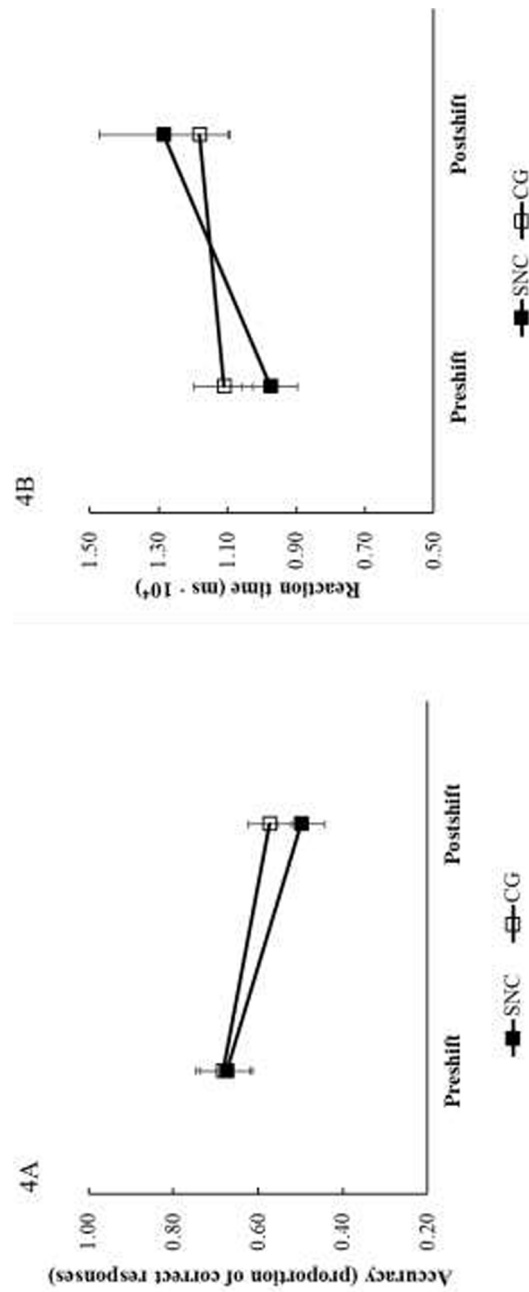 4A
Accuracy (proportion of correct responses)
1.00
0.80
0.60
0.40
0.20
Preshift Postshift
SNC CG
4B
Reaction time (ms · 10⁴)
1.50
1.30
1.10
0.90
0.70
0.50
Preshift Postshift
SNC CG